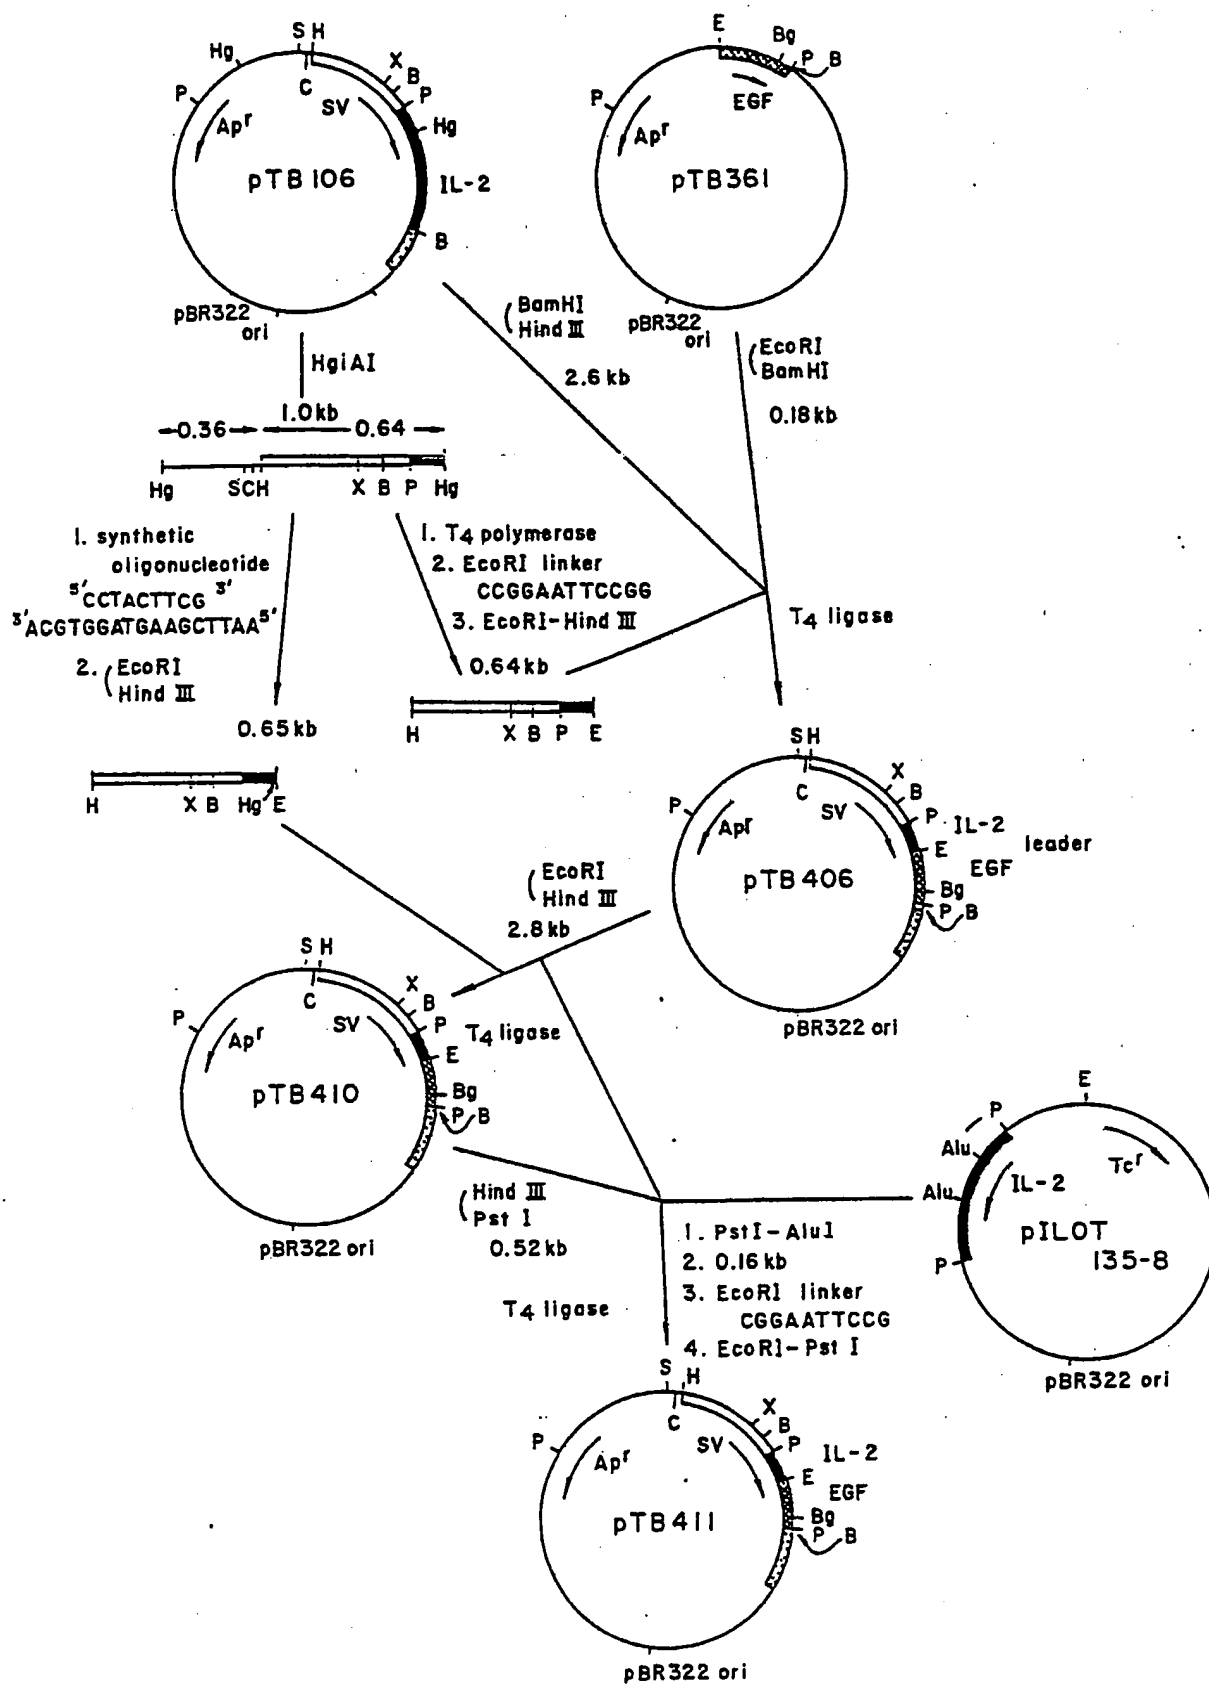 S H
Hg
C
X
B
P
P
Hg
SV
Apr
pTB106
IL-2
B
pBR322
ori
E
Bg
P
B
EGF
P
Apr
pTB361
pBR322
ori
(BamHI
Hind III
2.6 kb
(EcoRI
BamHI
0.18kb
HgiAI
1.0kb
0.36
0.64
Hg
SCH
X B P Hg
1. synthetic
oligonucleotide
5'CCTACTTCG 3'
3'ACGTGGATGAAGCTTAA5'
2. (EcoRI
Hind III
0.65 kb
H
X B Hg E
1. T4 polymerase
2. EcoRI linker
CCGGAATTCCGG
3. EcoRI-Hind III
0.64kb
H
X B P E
T4 ligase
S H
C
X
B
P
P
IL-2
leader
E
EGF
SV
Apr
pTB406
Bg
P B
pBR322 ori
(EcoRI
Hind III
2.8 kb
T4 ligase
S H
C
X
B
P
P
E
SV
Apr
pTB410
Bg
P B
pBR322 ori
(Hind III
Pst I
0.52 kb
T4 ligase
E
P
Alu
Alu
P
Tcr
IL-2
pILOT
135-8
pBR322 ori
1. PstI-AluI
2. 0.16 kb
3. EcoRI linker
CGGAATTCCG
4. EcoRI-Pst I
S H
C
X
B
P
P
IL-2
E
EGF
SV
Apr
pTB411
Bg
P B
pBR322 ori